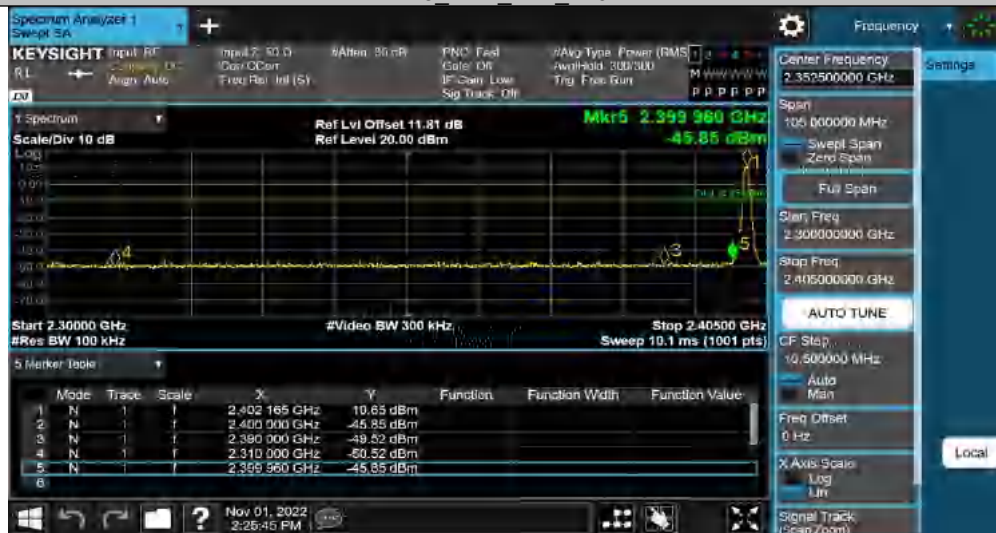 Spectrum Analyzer 1
Swept SA
+
Frequency
KEYSIGHT
Input: RF
Input Z: 50 Ω
#Atten: 30 dB
PNO: Fast
#Avg Type: Power (RMS)
RL
Align: Auto
Corr CCorr
Freq Ref: Int (S)
Gate: Off
IF Gain: Low
Sig Track: Off
Avg|Hold: 300/300
Trig: Free Run
M W W W W W
P P P P P P
Center Frequency
2.352500000 GHz
Settings
1 Spectrum
Scale/Div 10 dB
Ref Lvl Offset 11.81 dB
Ref Level 20.00 dBm
Mkr5 2.399 960 GHz
-45.85 dBm
Span
105.000000 MHz
Swept Span
Zero Span
Full Span
Start Freq
2.300000000 GHz
Stop Freq
2.405000000 GHz
AUTO TUNE
CF Step
10.500000 MHz
Auto
Man
Freq Offset
0 Hz
X Axis Scale
Log
Lin
Signal Track
(Span Zoom)
Local
Log
4
3
5
Start 2.30000 GHz
#Video BW 300 kHz
Stop 2.40500 GHz
#Res BW 100 kHz
Sweep 10.1 ms (1001 pts)
5 Marker Table
Mode Trace Scale X Y Function Function Width Function Value
1 N 1 f 2.402 165 GHz 10.65 dBm
2 N 1 f 2.400 000 GHz -45.85 dBm
3 N 1 f 2.390 000 GHz -49.52 dBm
4 N 1 f 2.310 000 GHz -50.52 dBm
5 N 1 f 2.399 960 GHz -45.85 dBm
6
?
Nov 01, 2022
2:25:45 PM